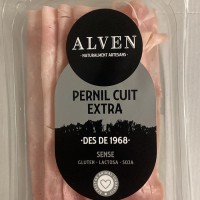 ALVEN
· NATURALMENT ARTESANS ·
PERNIL CUIT
EXTRA
· DES DE 1968 ·
SENSE
GLUTEN · LACTOSA · SOJA